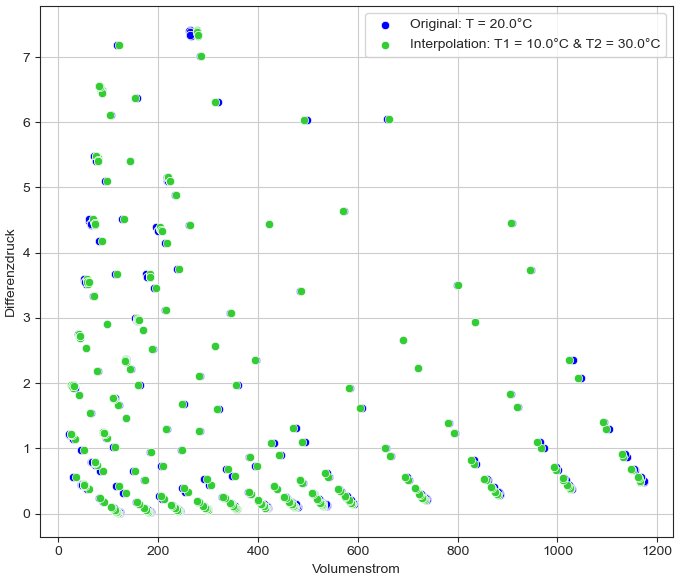 Original: T = 20.0°C
Interpolation: T1 = 10.0°C & T2 = 30.0°C
7
6
5
4
3
2
1
0
Differenzdruck
0 200 400 600 800 1000 1200
Volumenstrom